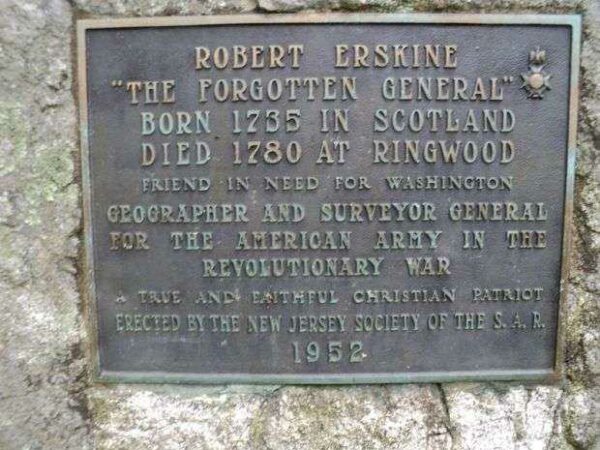 ROBERT ERSKINE
"THE FORGOTTEN GENERAL"
BORN 1735 IN SCOTLAND
DIED 1780 AT RINGWOOD
FRIEND IN NEED FOR WASHINGTON
GEOGRAPHER AND SURVEYOR GENERAL
FOR THE AMERICAN ARMY IN THE
REVOLUTIONARY WAR
A TRUE AND FAITHFUL CHRISTIAN PATRIOT
ERECTED BY THE NEW JERSEY SOCIETY OF THE S. A. R.
1952